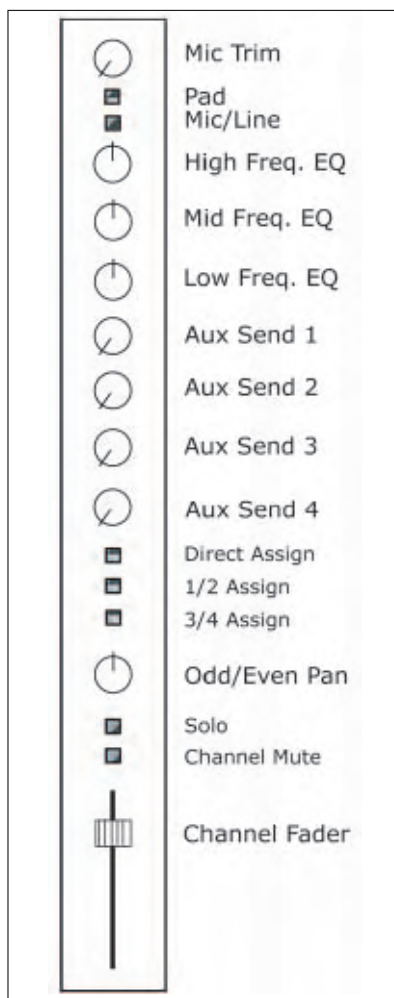 Mic Trim
Pad
Mic/Line
High Freq. EQ
Mid Freq. EQ
Low Freq. EQ
Aux Send 1
Aux Send 2
Aux Send 3
Aux Send 4
Direct Assign
1/2 Assign
3/4 Assign
Odd/Even Pan
Solo
Channel Mute
Channel Fader